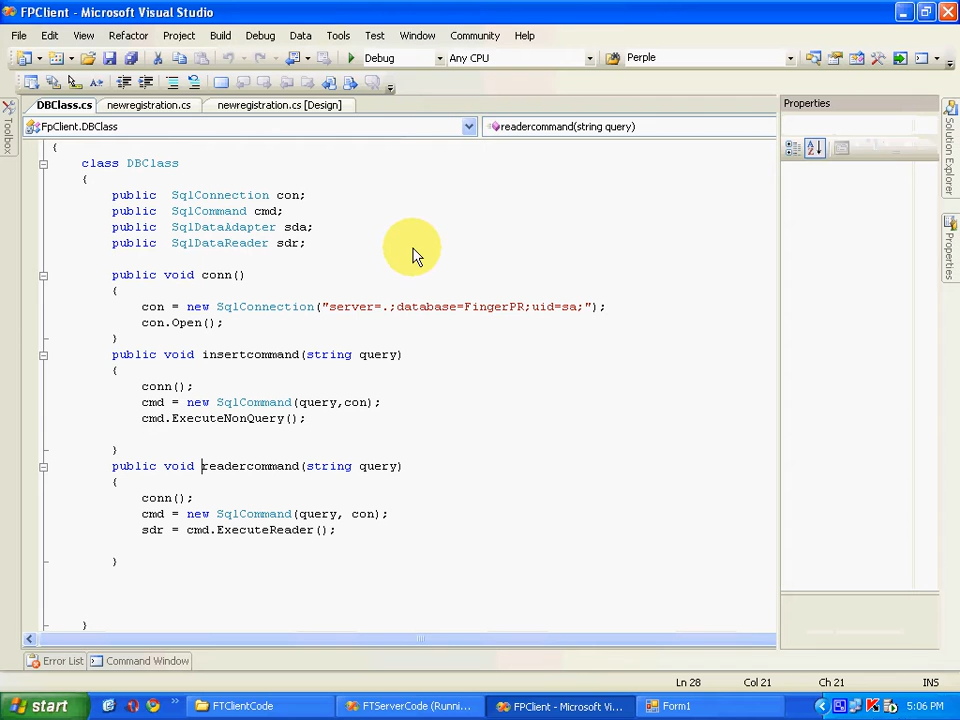 FPClient - Microsoft Visual Studio
File Edit View Refactor Project Build Debug Data Tools Test Window Community Help
Debug Any CPU Perple
DBClass.cs newregistration.cs newregistration.cs [Design] Properties
FpClient.DBClass readercommand(string query)
{
class DBClass
{
public SqlConnection con;
public SqlCommand cmd;
public SqlDataAdapter sda;
public SqlDataReader sdr;
public void conn()
{
con = new SqlConnection("server=.;database=FingerPR;uid=sa;");
con.Open();
}
public void insertcommand(string query)
{
conn();
cmd = new SqlCommand(query,con);
cmd.ExecuteNonQuery();
}
public void readercommand(string query)
{
conn();
cmd = new SqlCommand(query, con);
sdr = cmd.ExecuteReader();
}
}
Toolbox
Solution Explorer
Properties
Error List Command Window
Ln 28 Col 21 Ch 21 INS
start FTClientCode FTServerCode (Runni... FPClient - Microsoft Vi... Form1 5:06 PM